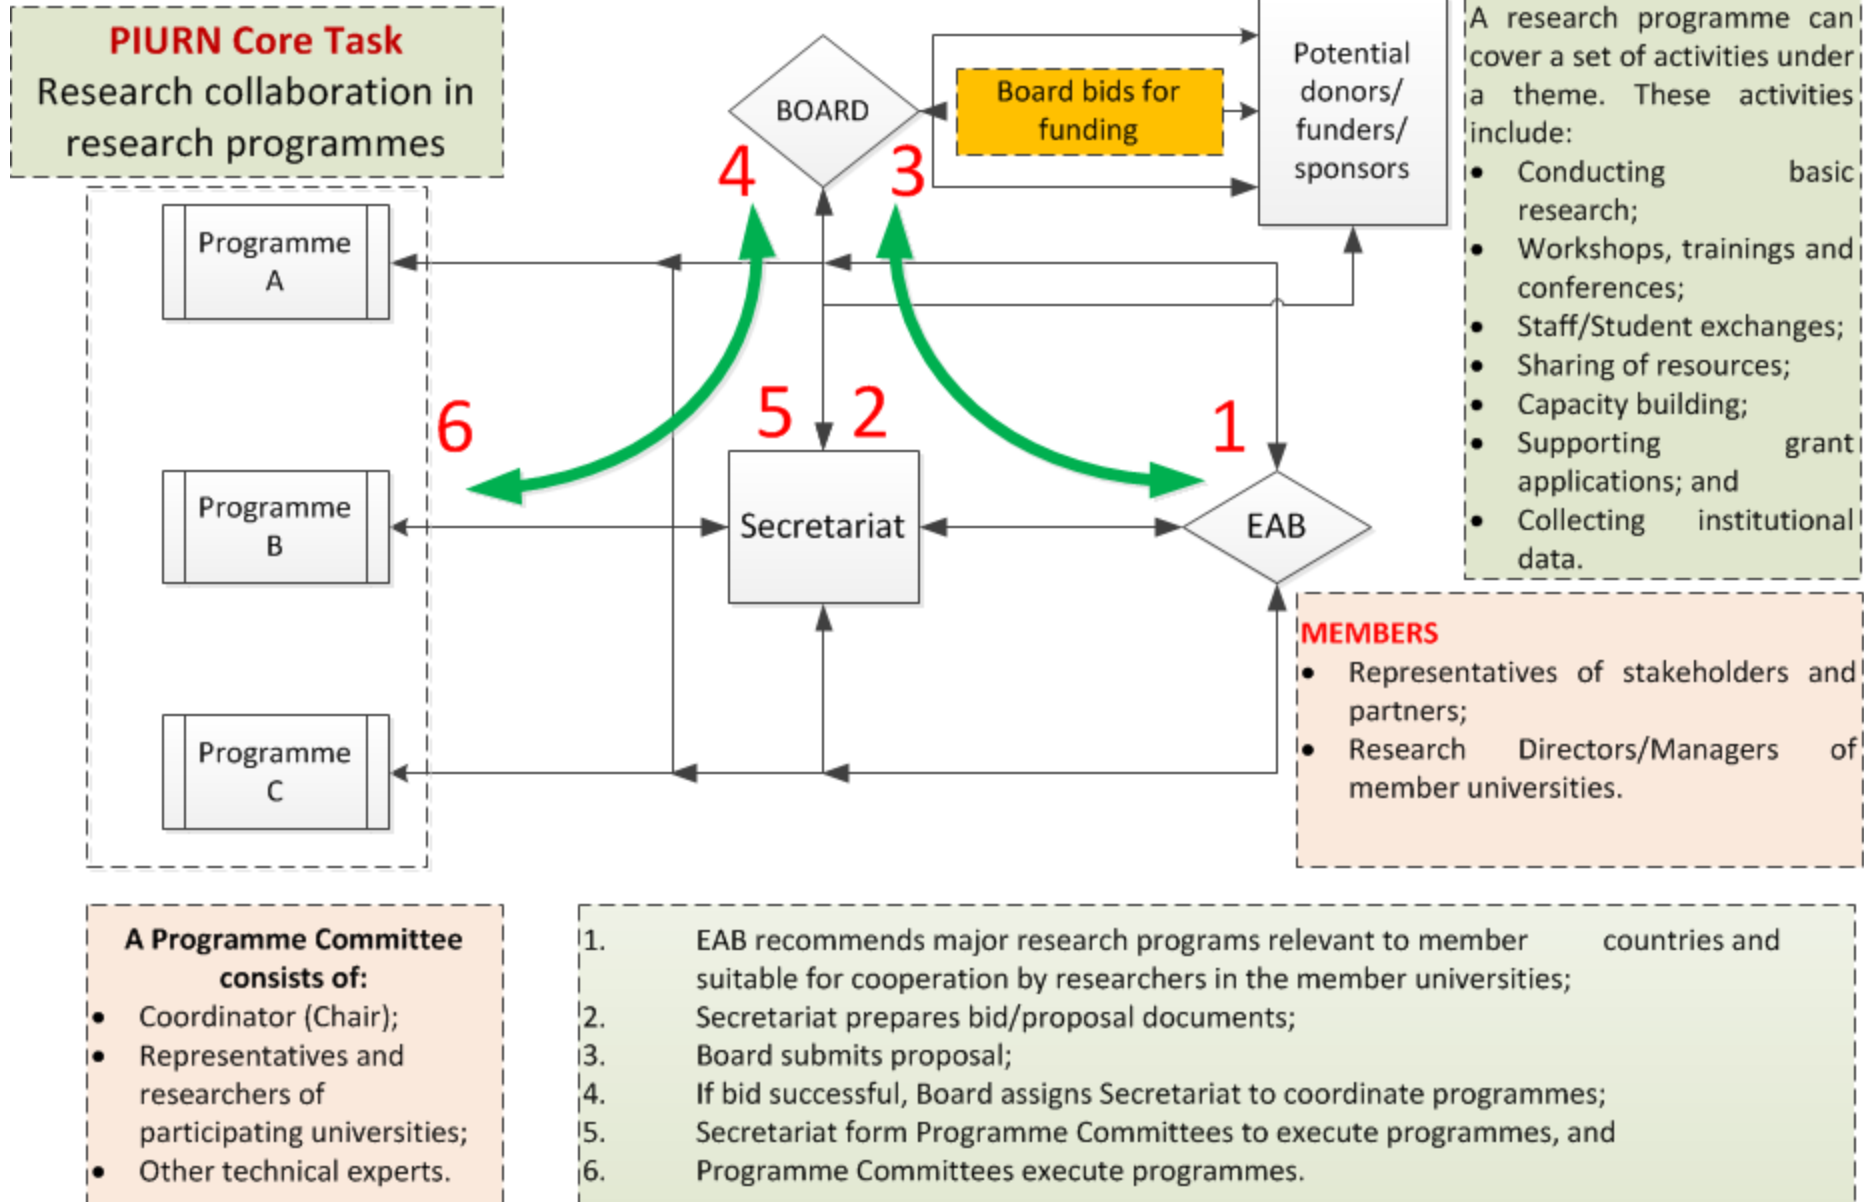 PIURN Core Task
Research collaboration in
research programmes
BOARD
Board bids for
funding
Potential
donors/
funders/
sponsors
A research programme can
cover a set of activities under
a theme. These activities
include:
• Conducting basic
research;
• Workshops, trainings and
conferences;
• Staff/Student exchanges;
• Sharing of resources;
• Capacity building;
• Supporting grant
applications; and
• Collecting institutional
data.
4
3
Programme
A
6
5
2
1
Programme
B
Secretariat
EAB
Programme
C
MEMBERS
• Representatives of stakeholders and
partners;
• Research Directors/Managers of
member universities.
A Programme Committee
consists of:
• Coordinator (Chair);
• Representatives and
researchers of
participating universities;
• Other technical experts.
1. EAB recommends major research programs relevant to member countries and
suitable for cooperation by researchers in the member universities;
2. Secretariat prepares bid/proposal documents;
3. Board submits proposal;
4. If bid successful, Board assigns Secretariat to coordinate programmes;
5. Secretariat form Programme Committees to execute programmes, and
6. Programme Committees execute programmes.